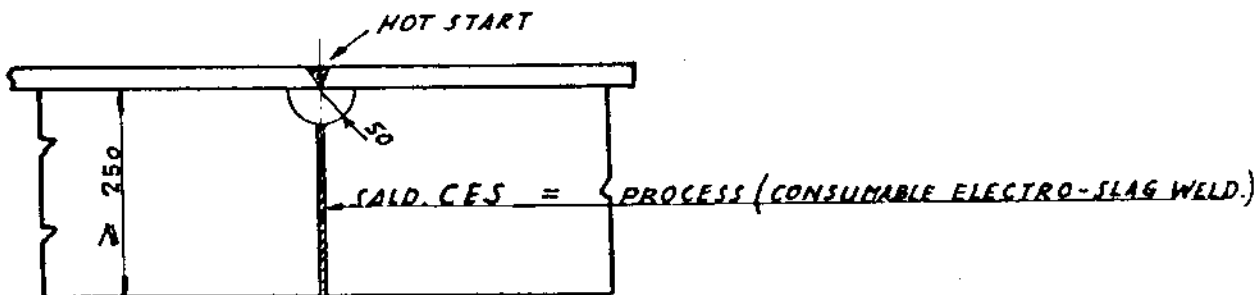 HOT START
50
≥ 250
SALD. CES = PROCESS (CONSUMABLE ELECTRO-SLAG WELD.)